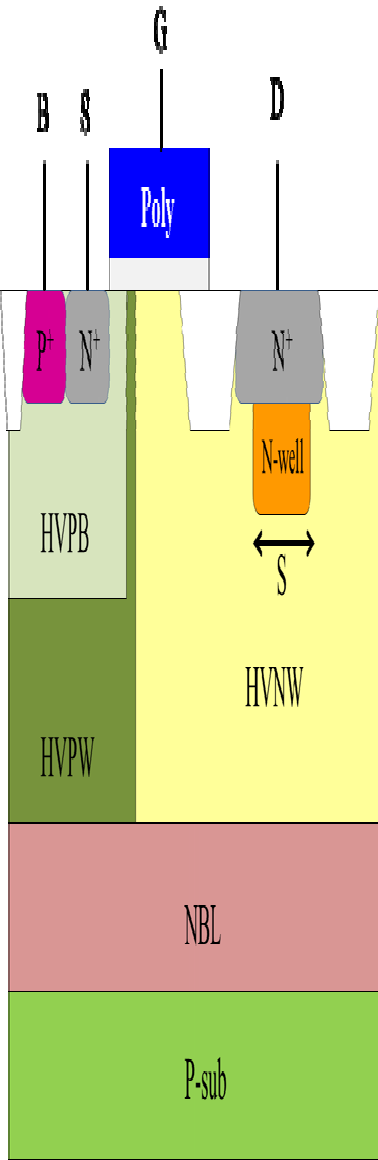 G
B S D
Poly
P+ N+ N+
N-well
HVPB
S
HVNW
HVPW
NBL
P-sub